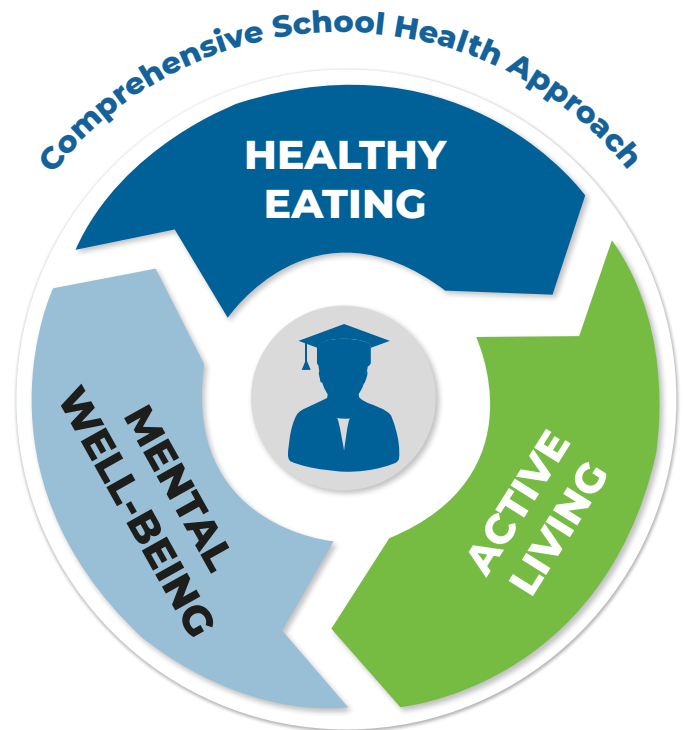 Comprehensive School Health Approach
HEALTHY
EATING
ACTIVE
LIVING
MENTAL
WELL-BEING